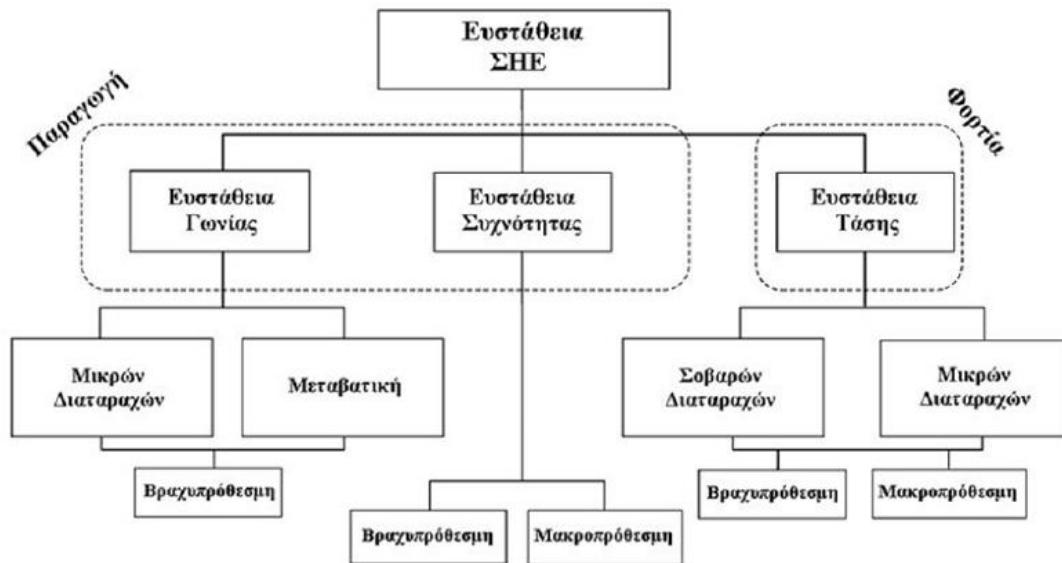 Ευστάθεια
ΣΗΕ
Παραγωγή
Φορτία
Ευστάθεια
Γωνίας
Ευστάθεια
Συχνότητας
Ευστάθεια
Τάσης
Μικρών
Διαταραχών
Μεταβατική
Σοβαρών
Διαταραχών
Μικρών
Διαταραχών
Βραχυπρόθεσμη
Βραχυπρόθεσμη
Μακροπρόθεσμη
Βραχυπρόθεσμη
Μακροπρόθεσμη